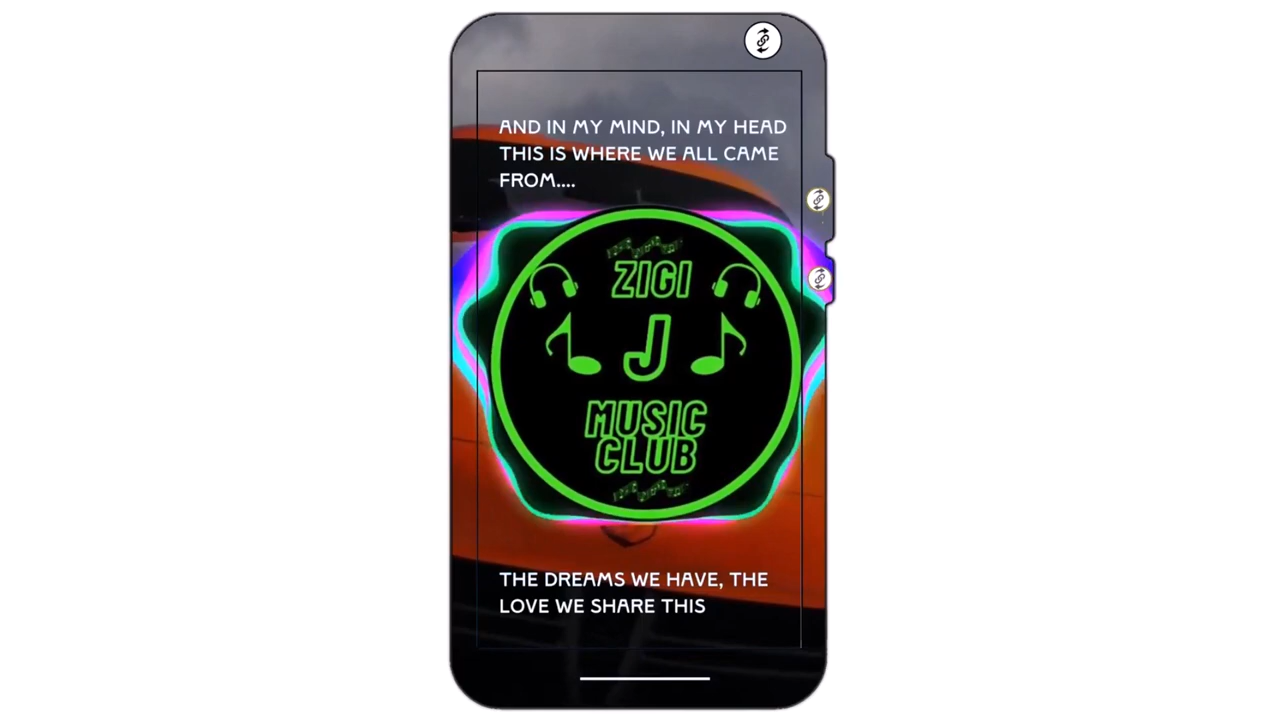 AND IN MY MIND, IN MY HEAD
THIS IS WHERE WE ALL CAME
FROM....
ZIGI
J
MUSIC
CLUB
THE DREAMS WE HAVE, THE
LOVE WE SHARE THIS